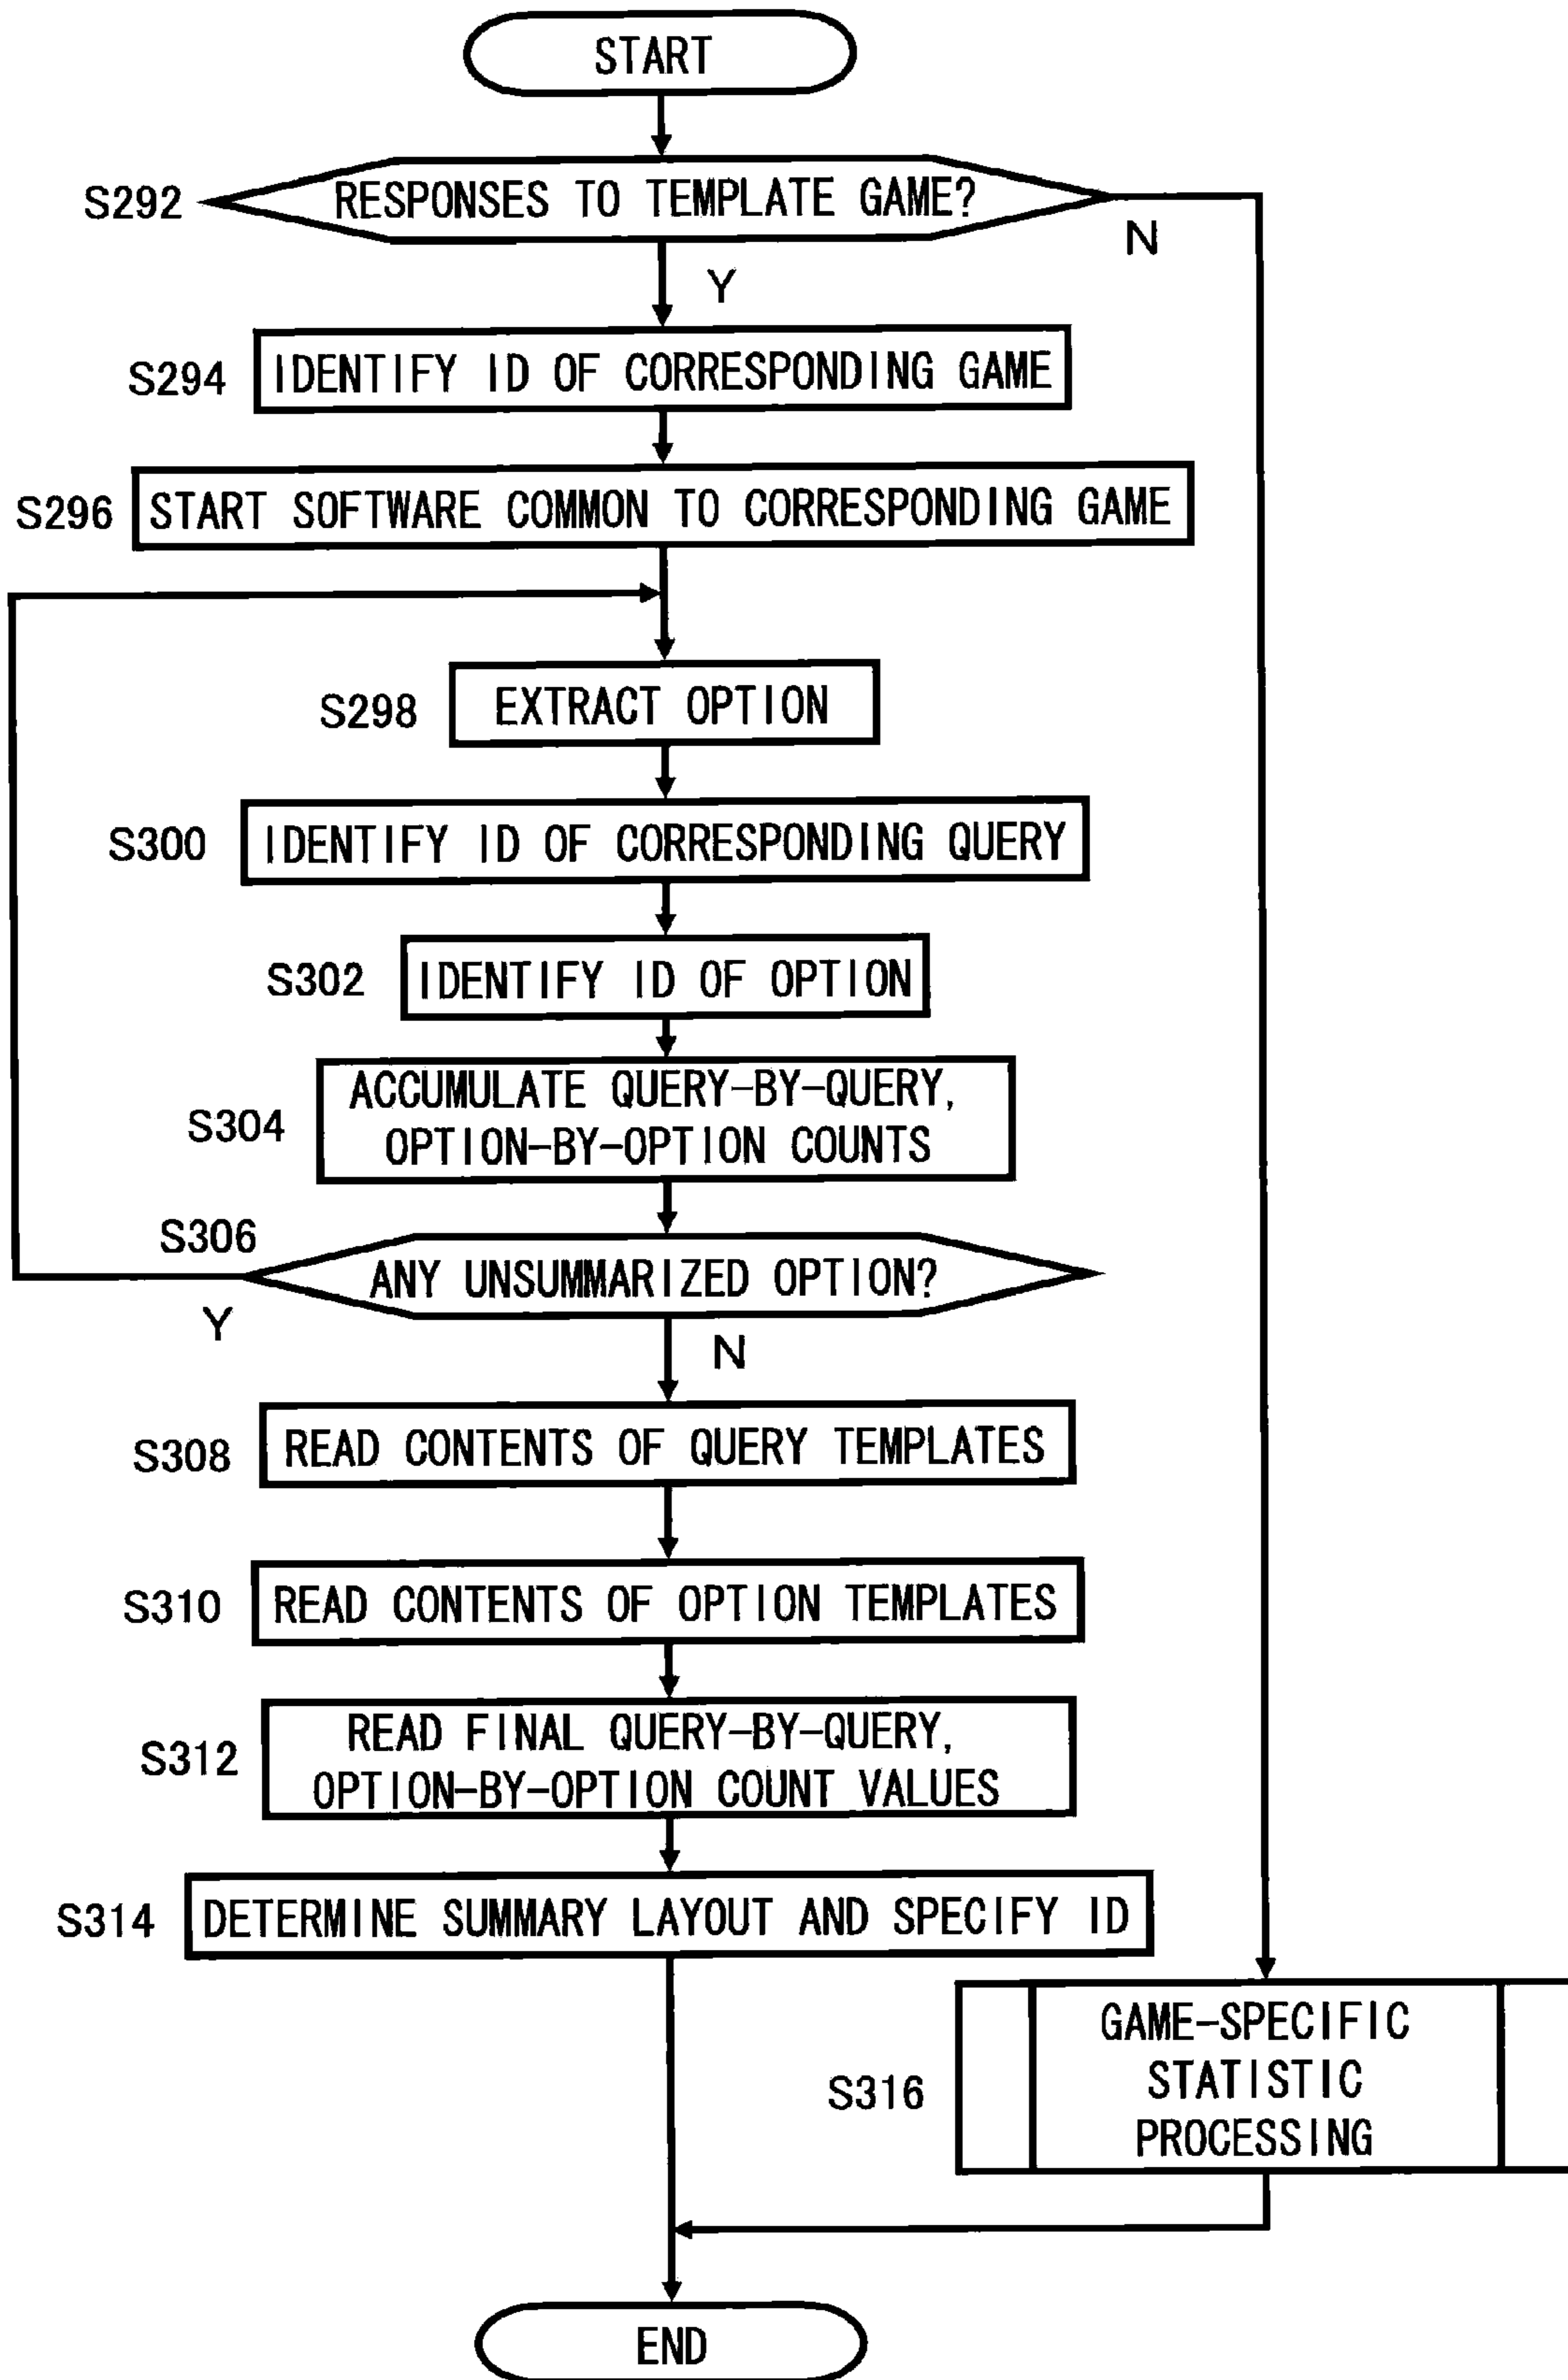 START
S292
RESPONSES TO TEMPLATE GAME?
N
Y
S294
IDENTIFY ID OF CORRESPONDING GAME
S296
START SOFTWARE COMMON TO CORRESPONDING GAME
S298
EXTRACT OPTION
S300
IDENTIFY ID OF CORRESPONDING QUERY
S302
IDENTIFY ID OF OPTION
S304
ACCUMULATE QUERY-BY-QUERY,
OPTION-BY-OPTION COUNTS
S306
ANY UNSUMMARIZED OPTION?
Y
N
S308
READ CONTENTS OF QUERY TEMPLATES
S310
READ CONTENTS OF OPTION TEMPLATES
S312
READ FINAL QUERY-BY-QUERY,
OPTION-BY-OPTION COUNT VALUES
S314
DETERMINE SUMMARY LAYOUT AND SPECIFY ID
S316
GAME-SPECIFIC
STATISTIC
PROCESSING
END